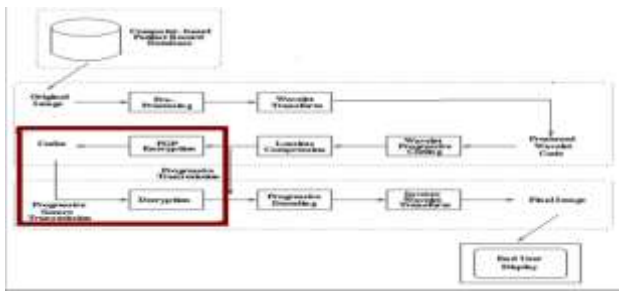 Computer-based
Patient Record
Database
Original
Image
Pre-
Processing
Wavelet
Transform
Codes
PGP
Encryption
Lossless
Compression
Wavelet
Progressive
Coding
Wavelet
Code
Progressive
Transmission
Progressive
Secure
Transmission
Decryption
Progressive
Decoding
Inverse
Wavelet
Transform
Final Image
End User
Display